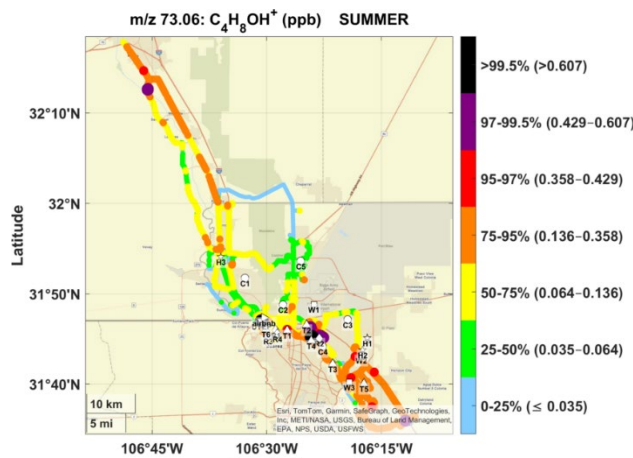 m/z 73.06: C₄H₈OH⁺ (ppb) SUMMER
>99.5% (>0.607)
97-99.5% (0.429-0.607)
95-97% (0.358-0.429)
75-95% (0.136-0.358)
50-75% (0.064-0.136)
25-50% (0.035-0.064)
0-25% (≤ 0.035)
Latitude
32°10'N
32°N
31°50'N
31°40'N
H3
C5
C1
C2
W1
C3
airbnb
T6
R3
R4
T1
T2
T4
C4
H1
H2
W2
T3
W3
T5
10 km
5 mi
Esri, TomTom, Garmin, SafeGraph, GeoTechnologies,
Inc, METI/NASA, USGS, Bureau of Land Management,
EPA, NPS, USDA, USFWS
106°45'W
106°30'W
106°15'W